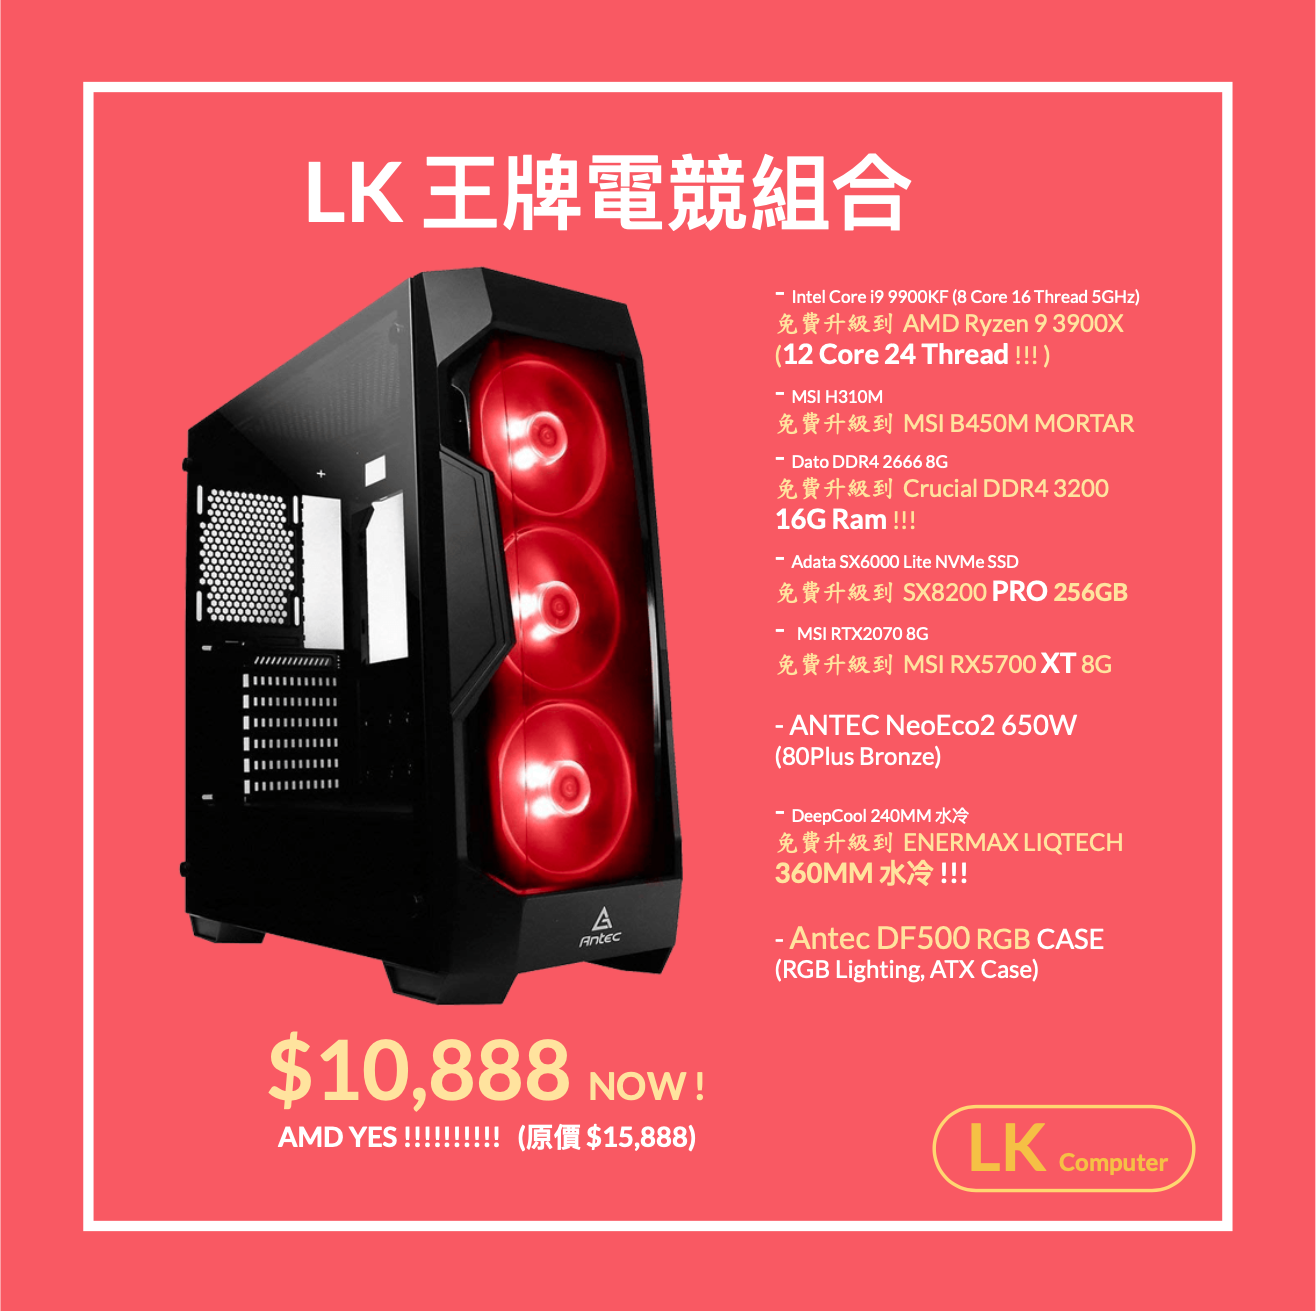 LK 王牌電競組合
- Intel Core i9 9900KF (8 Core 16 Thread 5GHz)
免費升級到 AMD Ryzen 9 3900X
(12 Core 24 Thread !!! )
- MSI H310M
免費升級到 MSI B450M MORTAR
- Dato DDR4 2666 8G
免費升級到 Crucial DDR4 3200
16G Ram !!!
- Adata SX6000 Lite NVMe SSD
免費升級到 SX8200 PRO 256GB
- MSI RTX2070 8G
免費升級到 MSI RX5700 XT 8G
- ANTEC NeoEco2 650W
(80Plus Bronze)
- DeepCool 240MM 水冷
免費升級到 ENERMAX LIQTECH
360MM 水冷 !!!
- Antec DF500 RGB CASE
(RGB Lighting, ATX Case)
Antec
$10,888 NOW !
AMD YES !!!!!!!!!! (原價 $15,888)
LK Computer